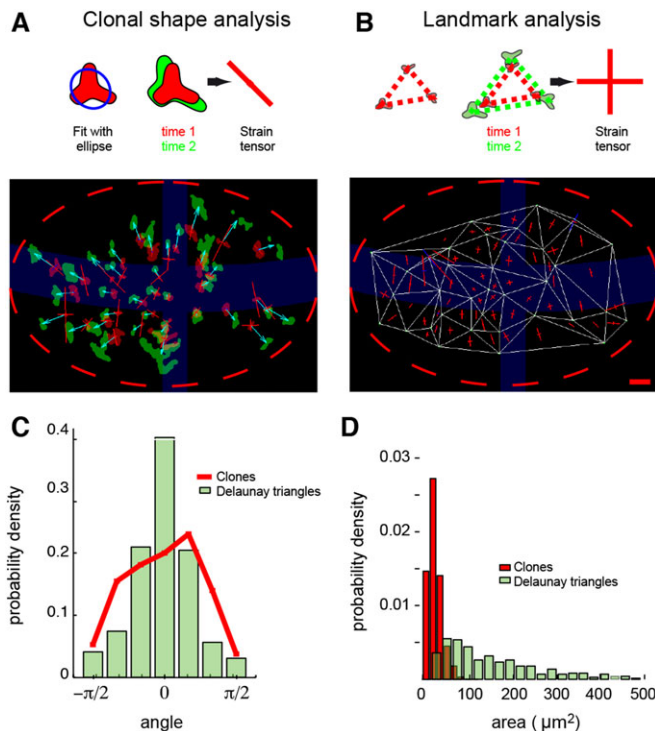 A
Clonal shape analysis
Fit with
ellipse
time 1
time 2
Strain
tensor
B
Landmark analysis
time 1
time 2
Strain
tensor
C
probability density
0.4
0.3
0.2
0.1
0
−π/2
0
π/2
angle
Clones
Delaunay triangles
D
probability density
0.03
0.02
0.01
0
100
200
300
400
500
area ( μm²)
Clones
Delaunay triangles